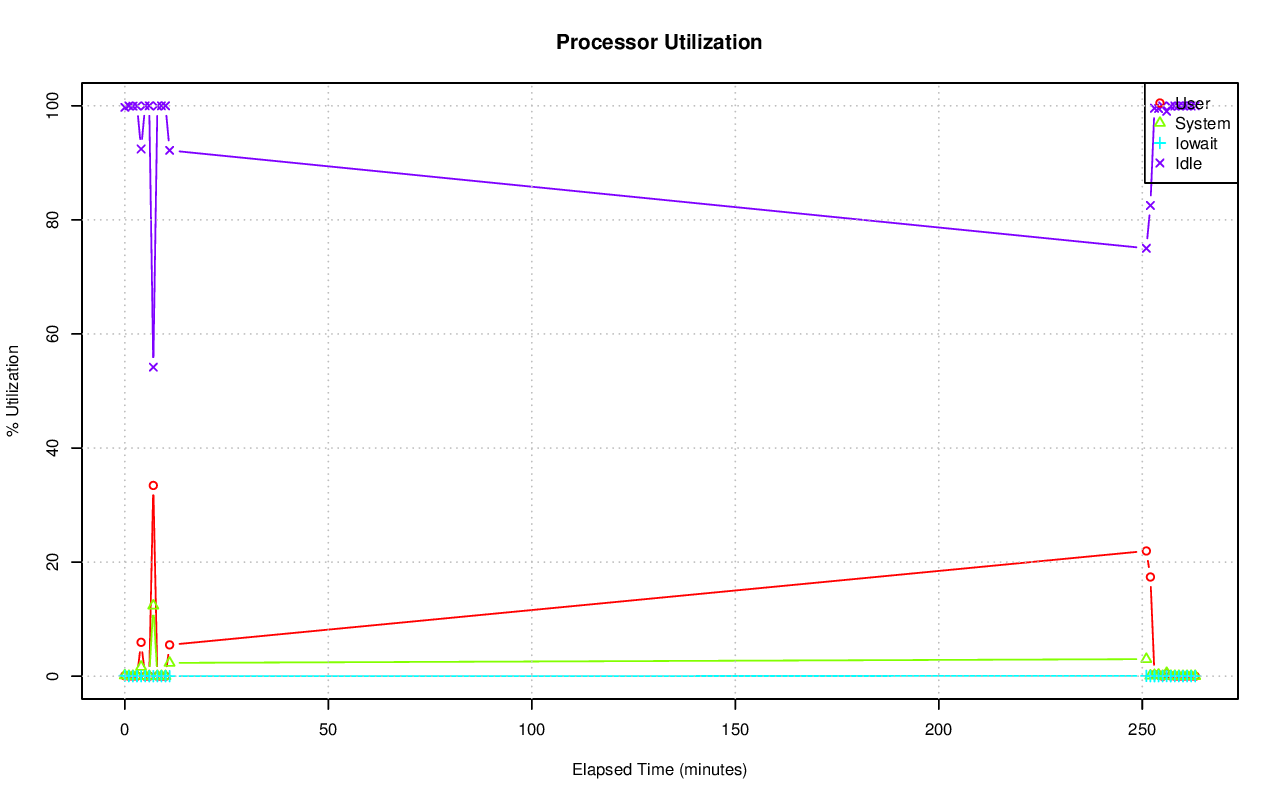 Processor Utilization
% Utilization
100
80
60
40
20
0
User
System
Iowait
Idle
0 50 100 150 200 250
Elapsed Time (minutes)